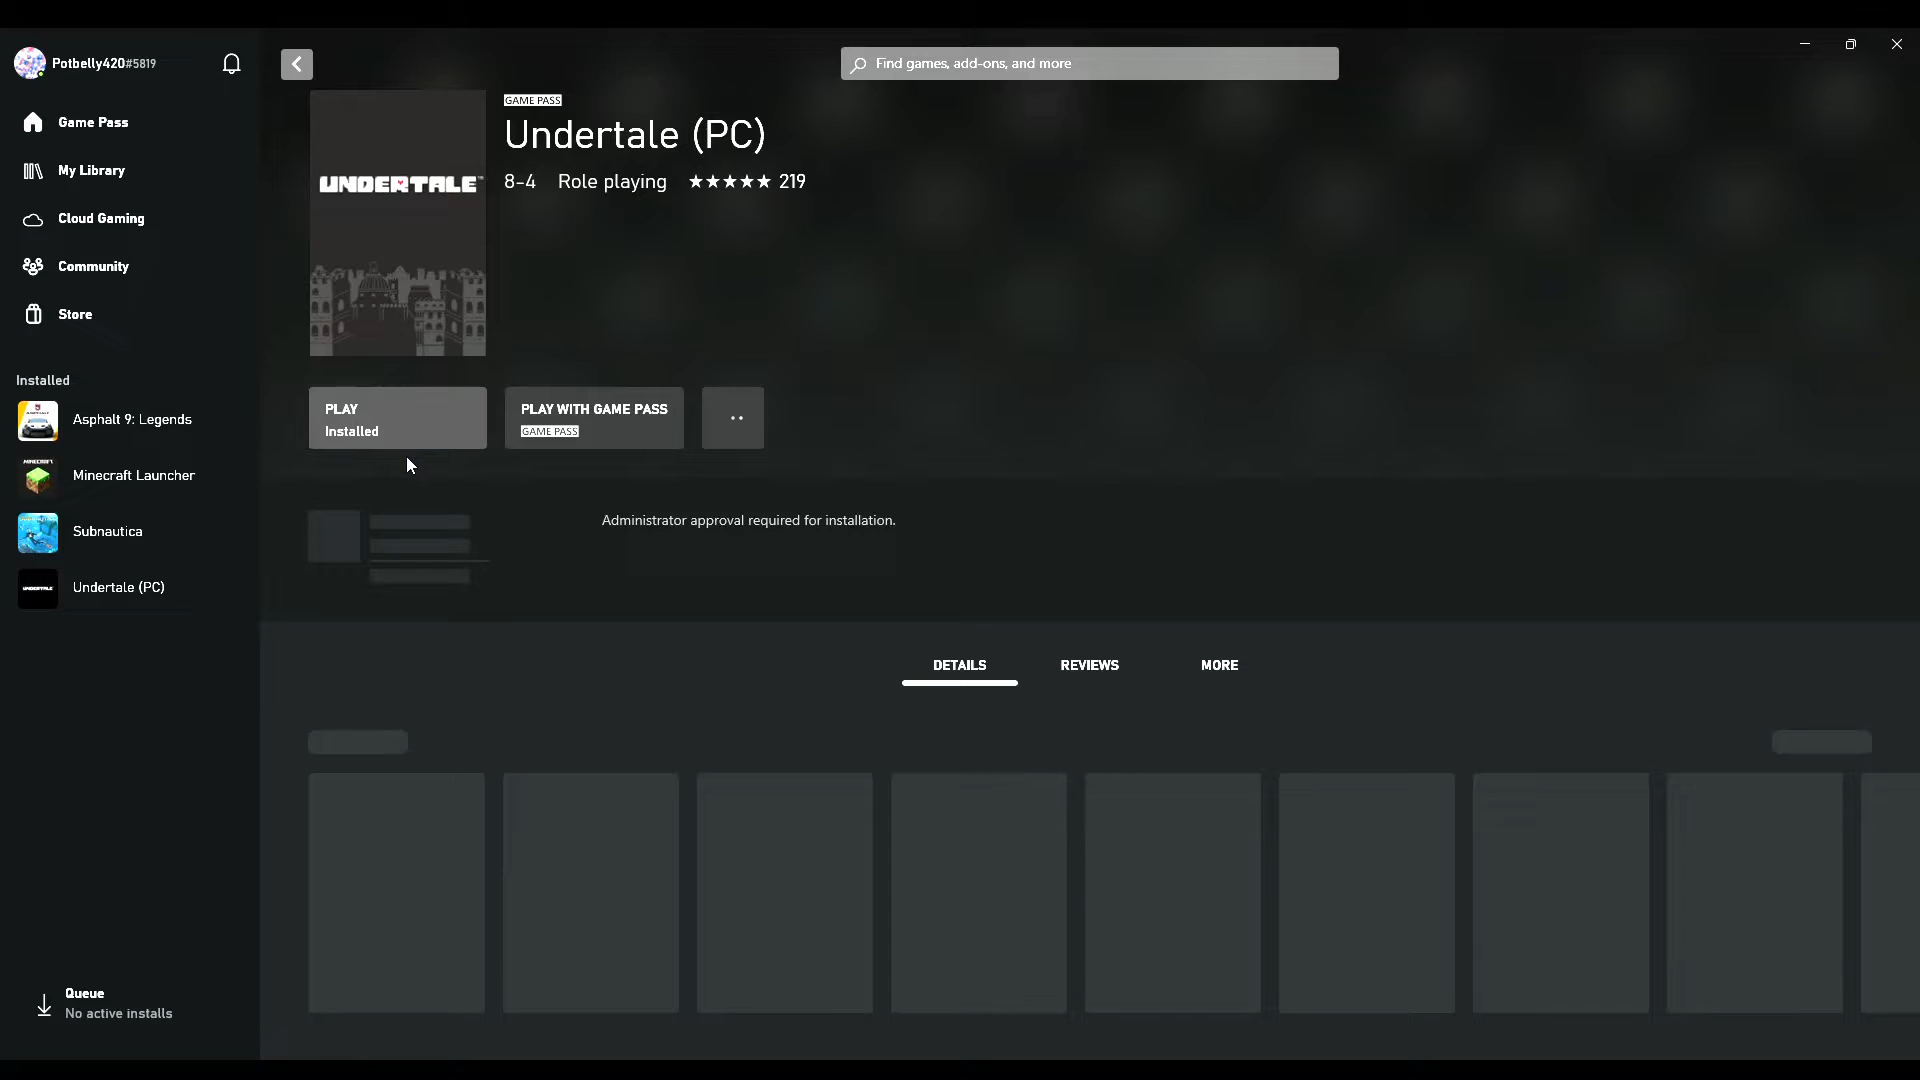 Potbelly420#5819
Find games, add-ons, and more
Game Pass
My Library
Cloud Gaming
Community
Store
Installed
Asphalt 9: Legends
Minecraft Launcher
Subnautica
Undertale (PC)
Queue
No active installs
UNDERTALE
GAME PASS
Undertale (PC)
8-4 Role playing ★★★★★ 219
PLAY
Installed
PLAY WITH GAME PASS
GAME PASS
Administrator approval required for installation.
DETAILS REVIEWS MORE